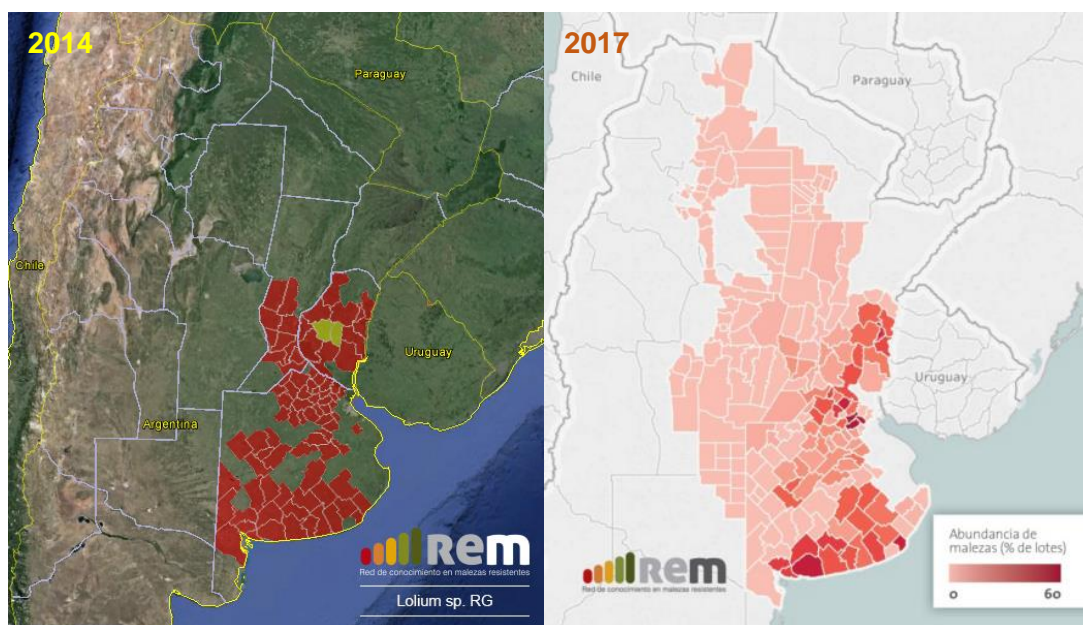 2014
Paraguay
Chile
Argentina
Uruguay
Rem
Red de conocimiento en malezas resistentes
Lolium sp. RG
2017
Chile
Paraguay
Uruguay
Rem
Red de conocimiento en malezas resistentes
Abundancia de
malezas (% de lotes)
0 60